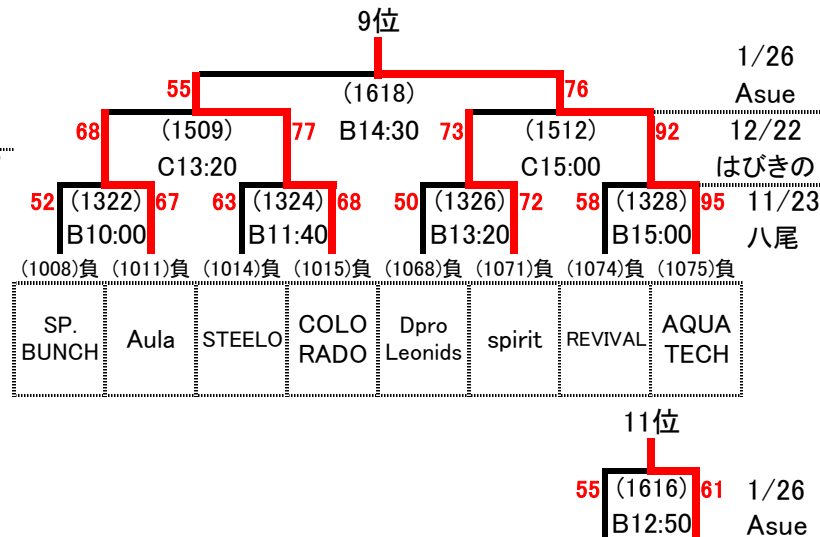 9位
1/26
55
76
(1618)
Asue
68
(1509)
77
B14:30
73
(1512)
92
12/22
C13:20
C15:00
はびきの
52
(1322)
67
63
(1324)
68
50
(1326)
72
58
(1328)
95
11/23
B10:00
B11:40
B13:20
B15:00
八尾
(1008)負
(1011)負
(1014)負
(1015)負
(1068)負
(1071)負
(1074)負
(1075)負
SP.
BUNCH
Aula
STEELO
COLO
RADO
Dpro
Leonids
spirit
REVIVAL
AQUA
TECH
11位
55
(1616)
61
1/26
B12:50
Asue